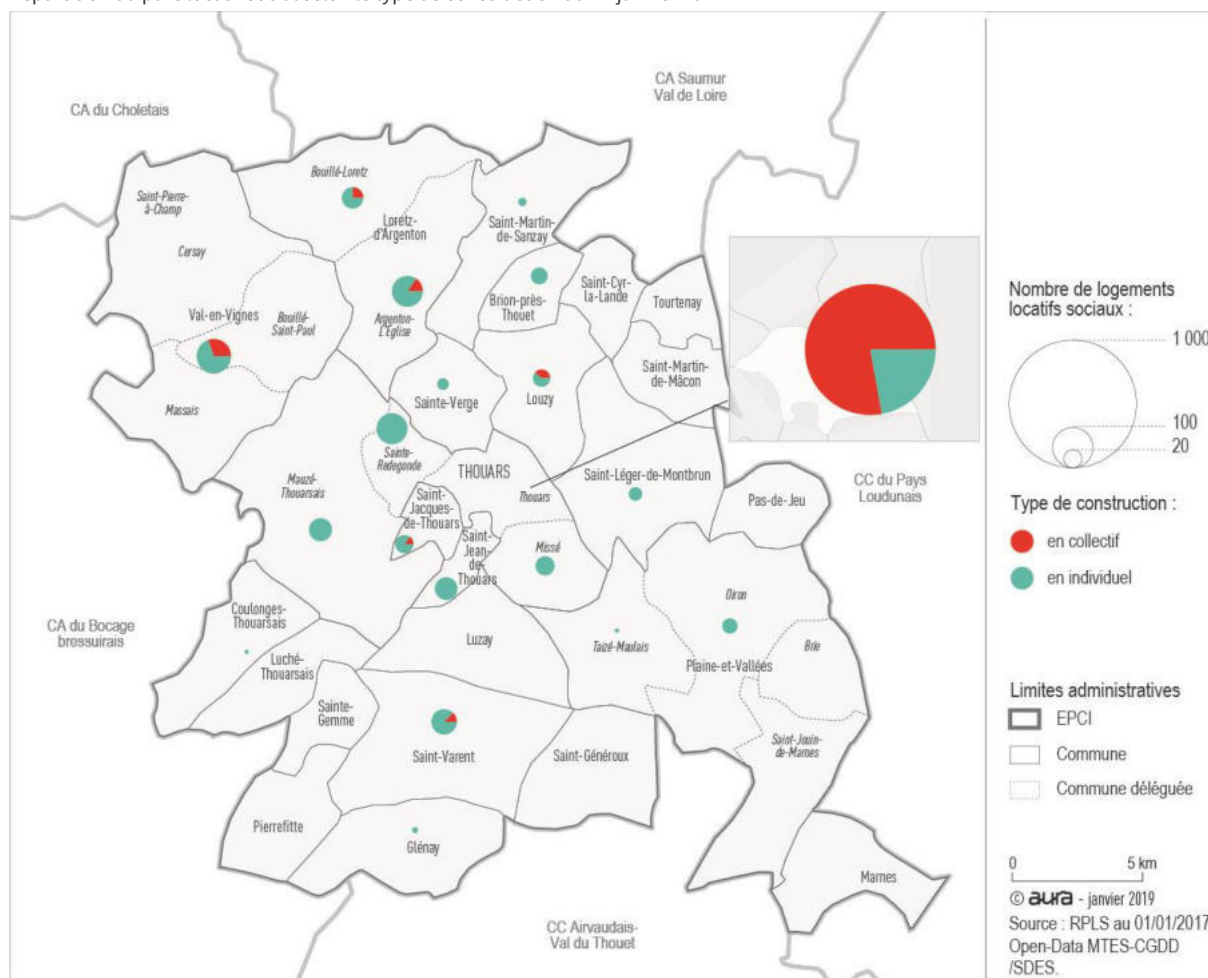 CA du Choletais
CA Saumur
Val de Loire
Bouillé-Loretz
Saint-Pierre-
à-Champ
Loretz-
d'Argenton
Saint-Martin-
de-Sanzay
Cersay
Brion-près-
Thouet
Saint-Cyr-
la-Lande
Tourtenay
Val-en-Vignes
Bouillé-
Saint-Paul
Argenton-
L'Église
Saint-Martin-
de-Mâcon
Massais
Sainte-Verge
Louzy
Sainte-
Radegonde
THOUARS
Thouars
Saint-Léger-de-Montbrun
CC du Pays
Loudunais
Mauzé-
Thouarsais
Saint-
Jacques-
de-Thouars
Pas-de-Jeu
Saint-
Jean-
de-
Thouars
Missé
Oiron
CA du Bocage
bressuirais
Coulonges-
Thouarsais
Luzay
Taizé-Maulais
Brie
Plaine-et-Vallées
Luché-
Thouarsais
Sainte-
Gemme
Saint-Varent
Saint-Généroux
Saint-Jouin-
de-Marnes
Pierrefitte
Glénay
Marnes
CC Airvaudais-
Val du Thouet
Nombre de logements
locatifs sociaux :
1 000
100
20
Type de construction :
en collectif
en individuel
Limites administratives
EPCI
Commune
Commune déléguée
0 5 km
© aura - janvier 2019
Source : RPLS au 01/01/2017
Open-Data MTES-CGDD
/SDES.